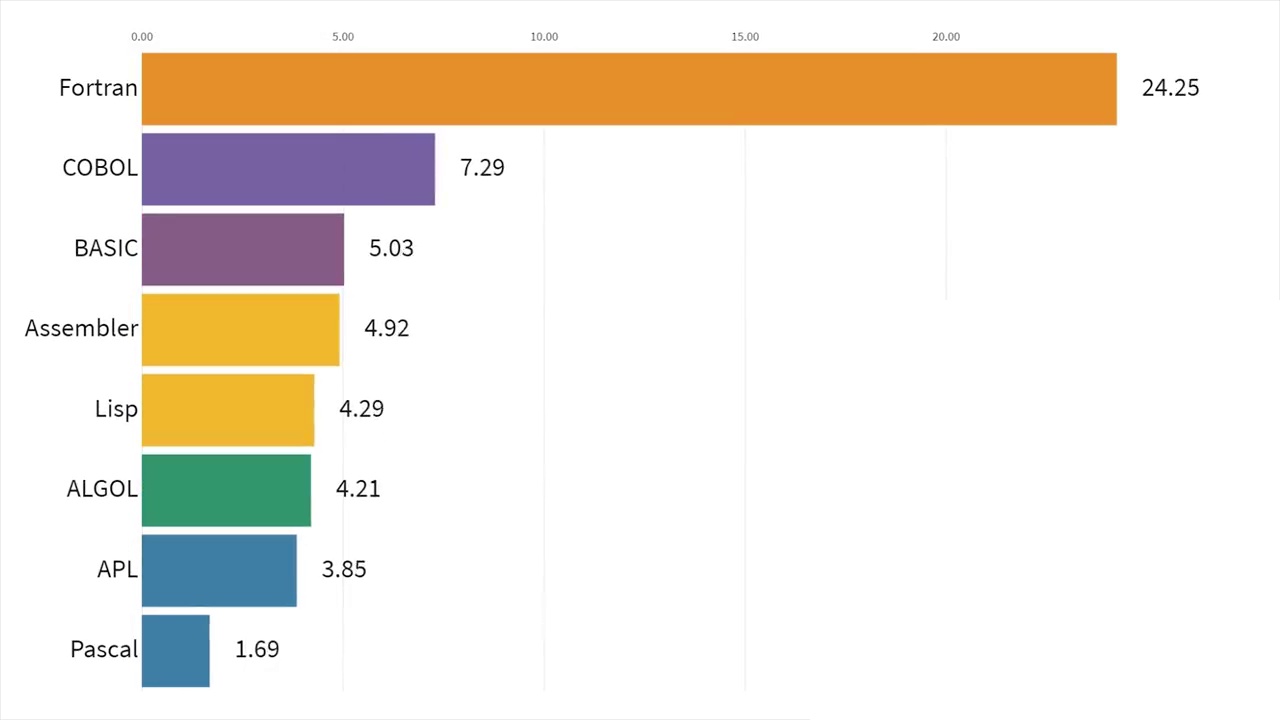 0.00 5.00 10.00 15.00 20.00
Fortran 24.25
COBOL 7.29
BASIC 5.03
Assembler 4.92
Lisp 4.29
ALGOL 4.21
APL 3.85
Pascal 1.69